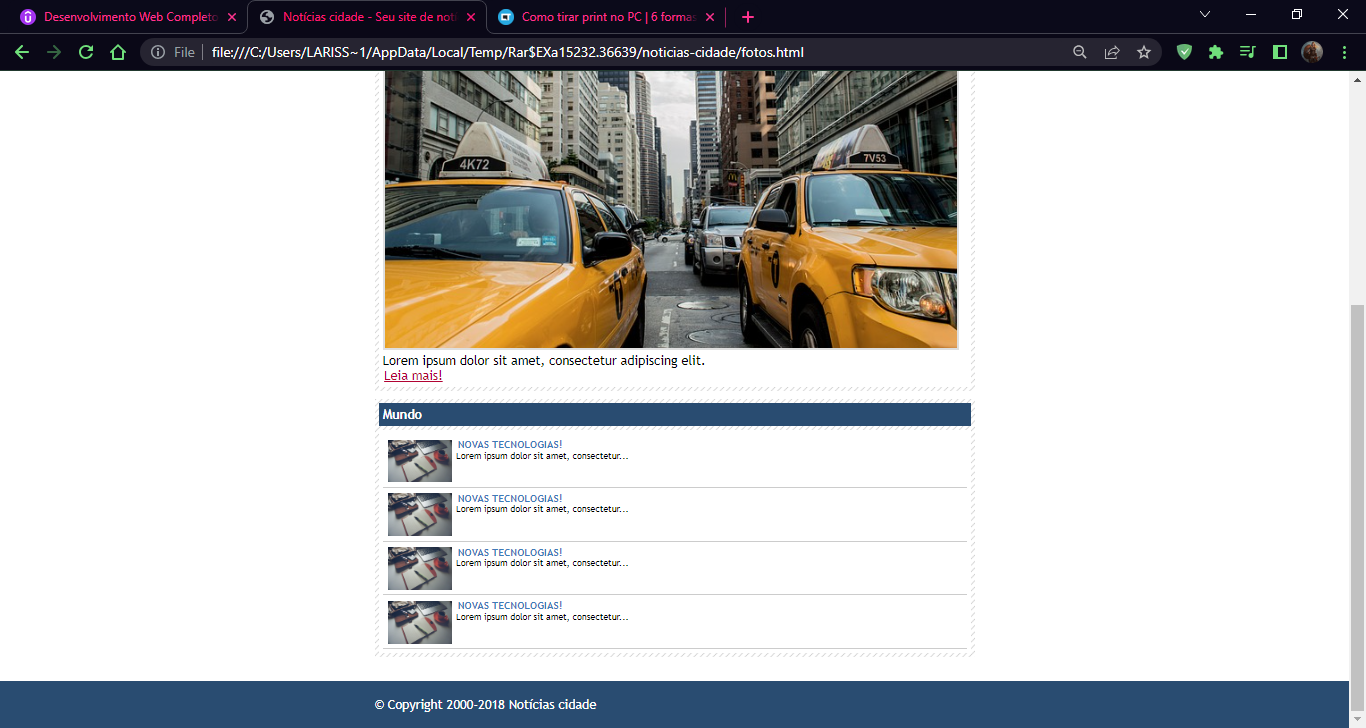 Desenvolvimento Web Completo
Notícias cidade - Seu site de notí
Como tirar print no PC | 6 formas
File
file:///C:/Users/LARISS~1/AppData/Local/Temp/Rar$EXa15232.36639/noticias-cidade/fotos.html
4K72
7V53
Lorem ipsum dolor sit amet, consectetur adipiscing elit.
Leia mais!
Mundo
NOVAS TECNOLOGIAS!
Lorem ipsum dolor sit amet, consectetur...
NOVAS TECNOLOGIAS!
Lorem ipsum dolor sit amet, consectetur...
NOVAS TECNOLOGIAS!
Lorem ipsum dolor sit amet, consectetur...
NOVAS TECNOLOGIAS!
Lorem ipsum dolor sit amet, consectetur...
© Copyright 2000-2018 Notícias cidade